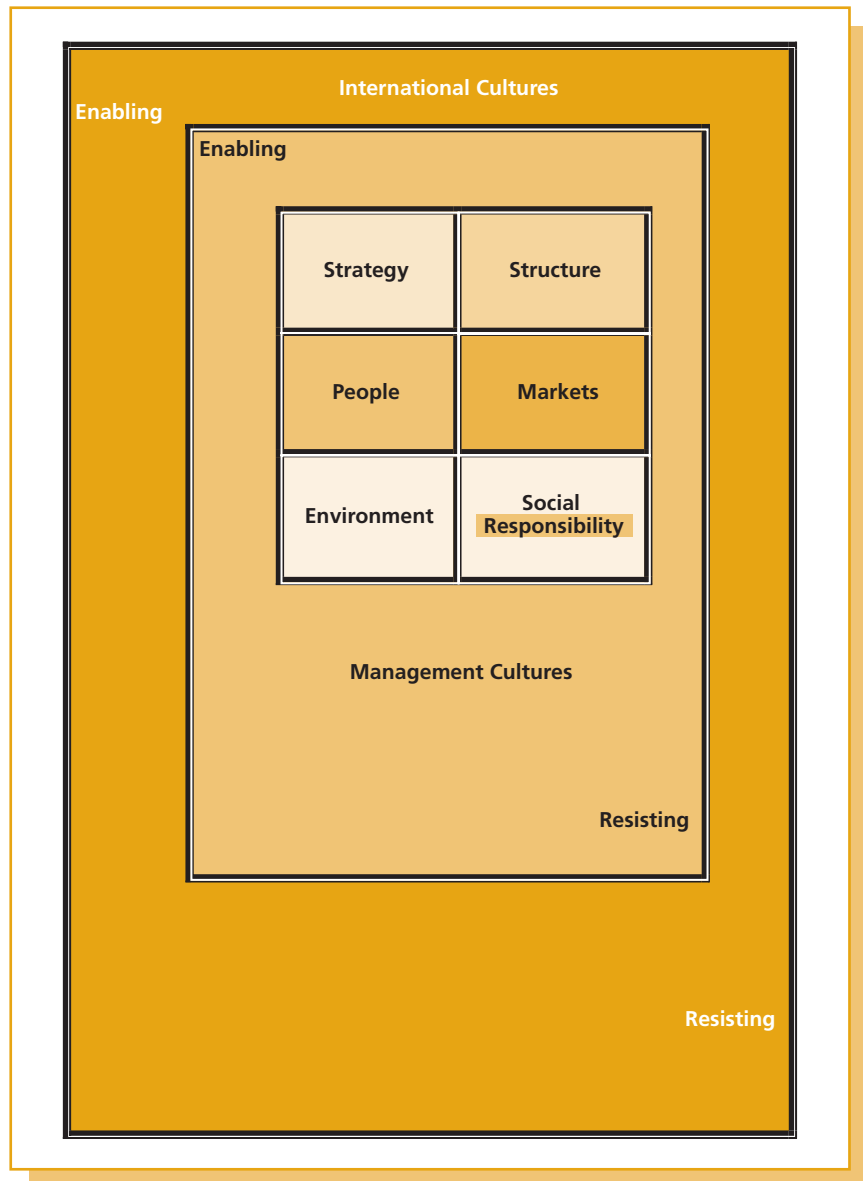 International Cultures
Enabling
Enabling
Strategy
Structure
People
Markets
Environment
Social
Responsibility
Management Cultures
Resisting
Resisting